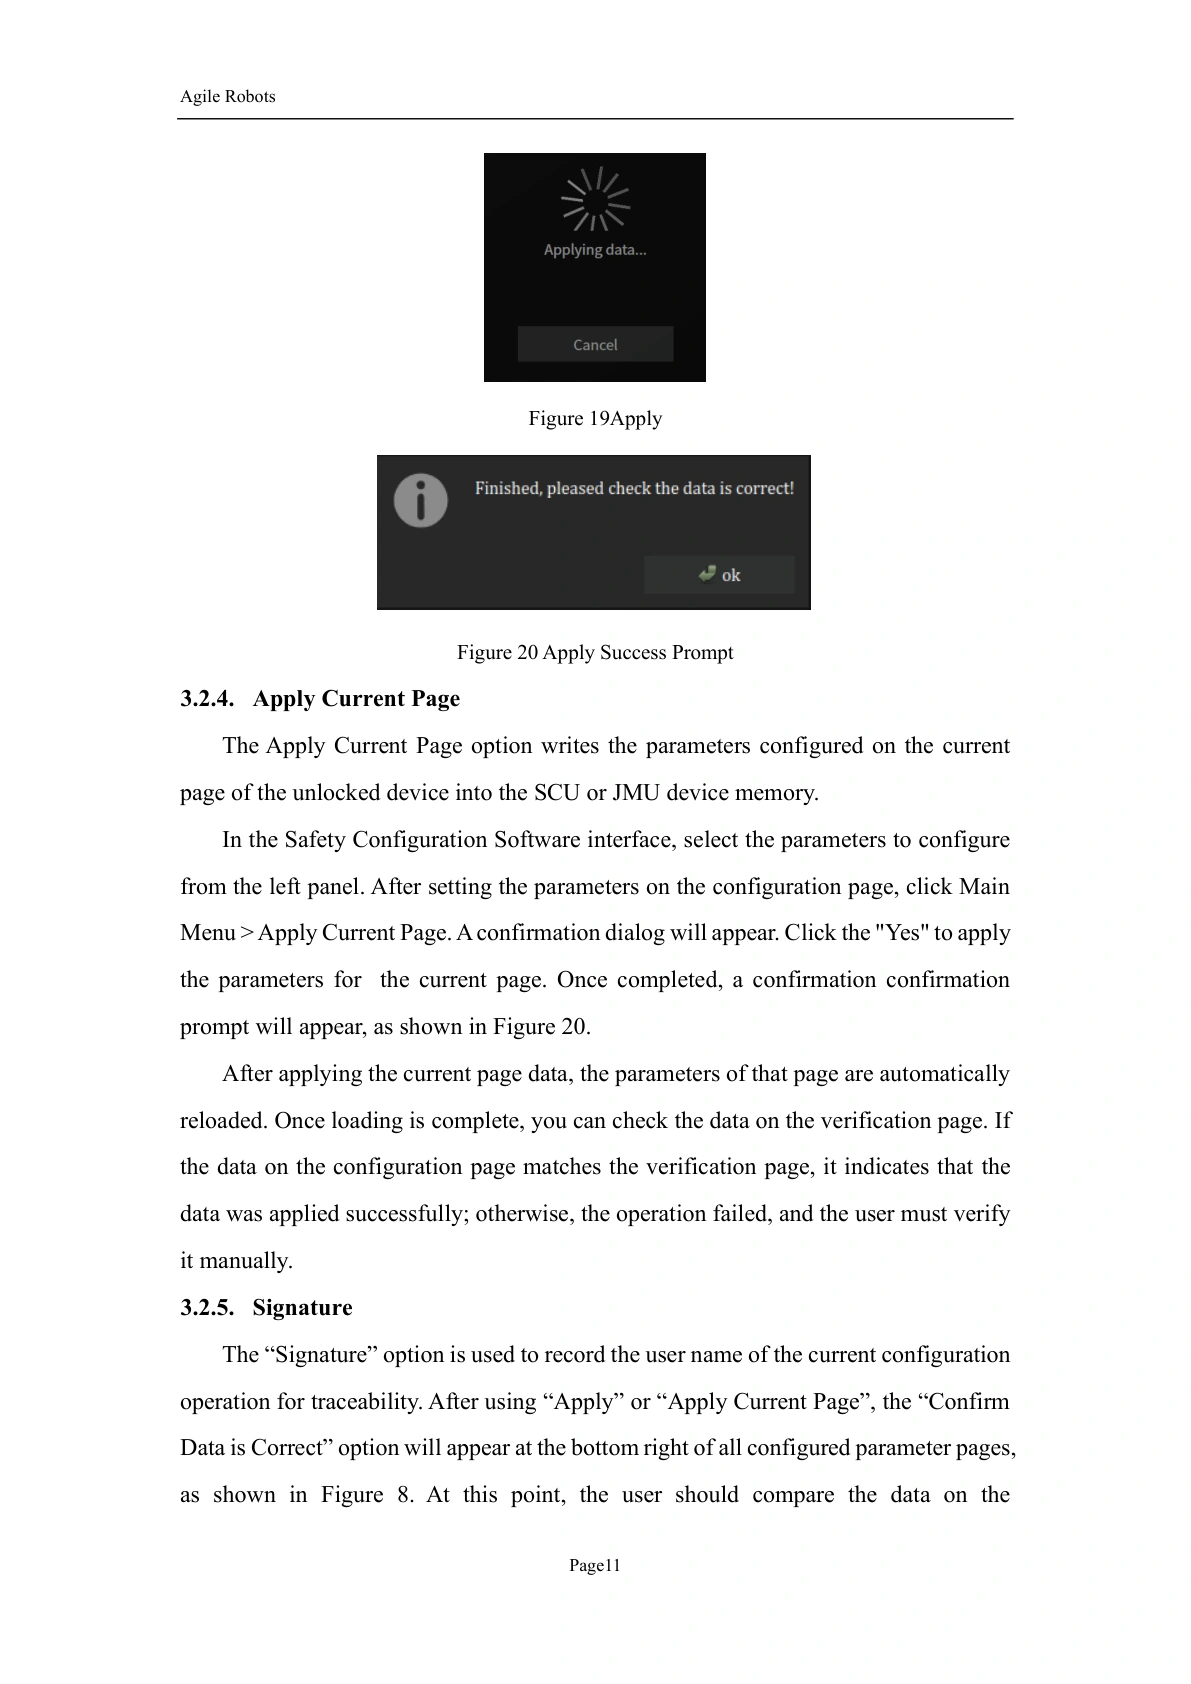 Agile Robots
Applying data...
Cancel
Figure 19Apply
Finished, pleased check the data is correct!
ok
Figure 20 Apply Success Prompt
3.2.4. Apply Current Page
The Apply Current Page option writes the parameters configured on the current
page of the unlocked device into the SCU or JMU device memory.
In the Safety Configuration Software interface, select the parameters to configure
from the left panel. After setting the parameters on the configuration page, click Main
Menu > Apply Current Page. A confirmation dialog will appear. Click the "Yes" to apply
the parameters for  the current page. Once completed, a confirmation confirmation
prompt will appear, as shown in Figure 20.
After applying the current page data, the parameters of that page are automatically
reloaded. Once loading is complete, you can check the data on the verification page. If
the data on the configuration page matches the verification page, it indicates that the
data was applied successfully; otherwise, the operation failed, and the user must verify
it manually.
3.2.5. Signature
The “Signature” option is used to record the user name of the current configuration
operation for traceability. After using “Apply” or “Apply Current Page”, the “Confirm
Data is Correct” option will appear at the bottom right of all configured parameter pages,
as shown in Figure 8. At this point, the user should compare the data on the
Page11